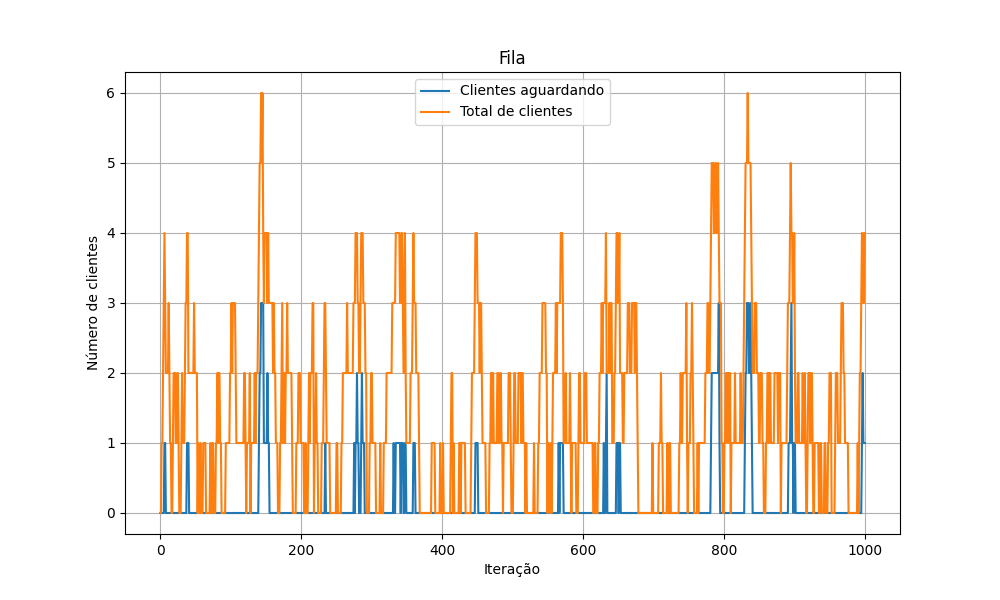 Fila
Clientes aguardando
Total de clientes
Número de clientes
6
5
4
3
2
1
0
0 200 400 600 800 1000
Iteração